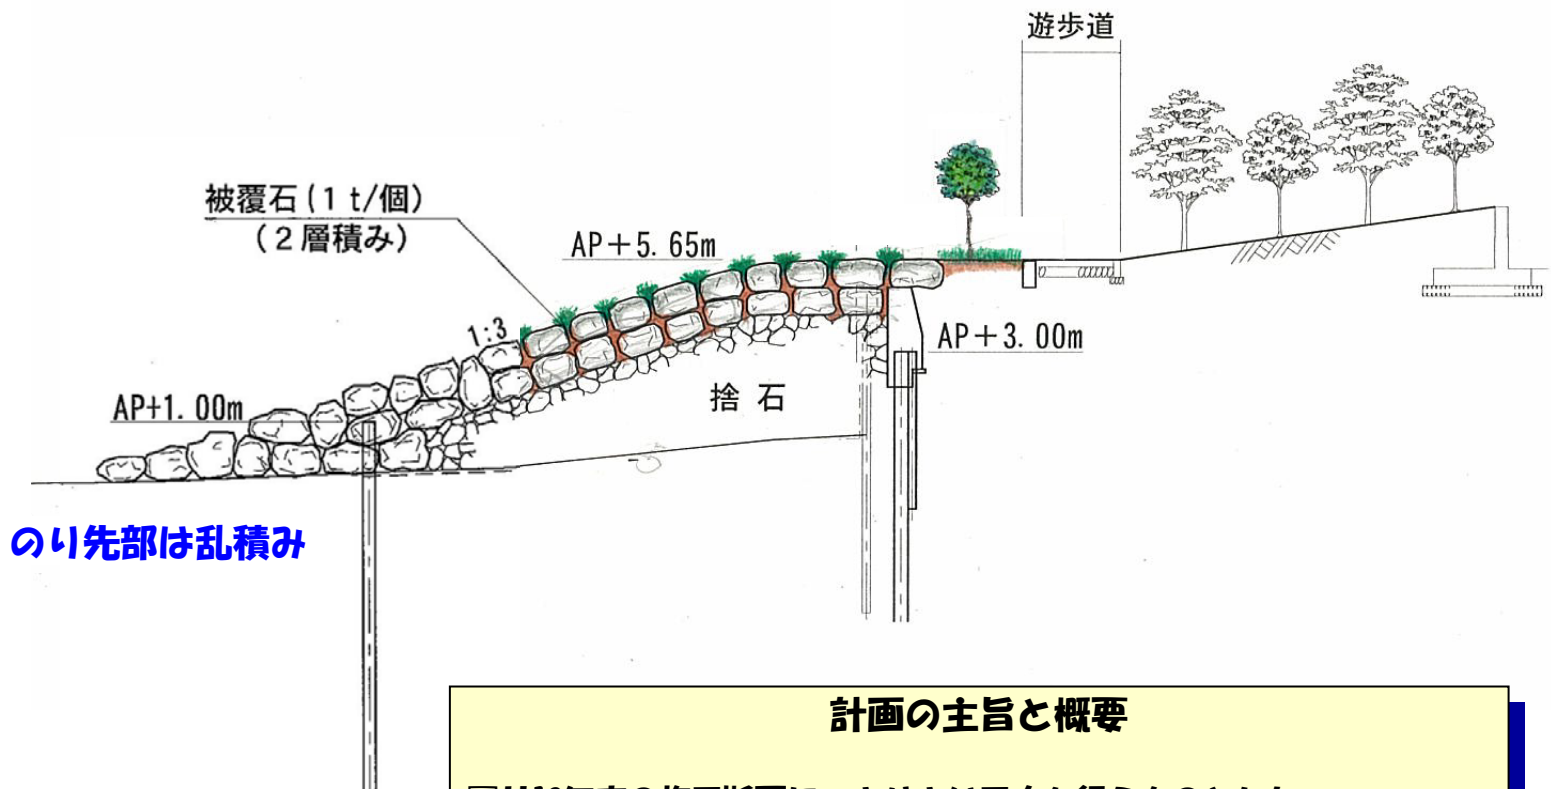 遊歩道
被覆石(1 t/個)
(2層積み)
AP+5.65m
1:3
AP+3.00m
捨 石
AP+1.00m
のり先部は乱積み
計画の主旨と概要